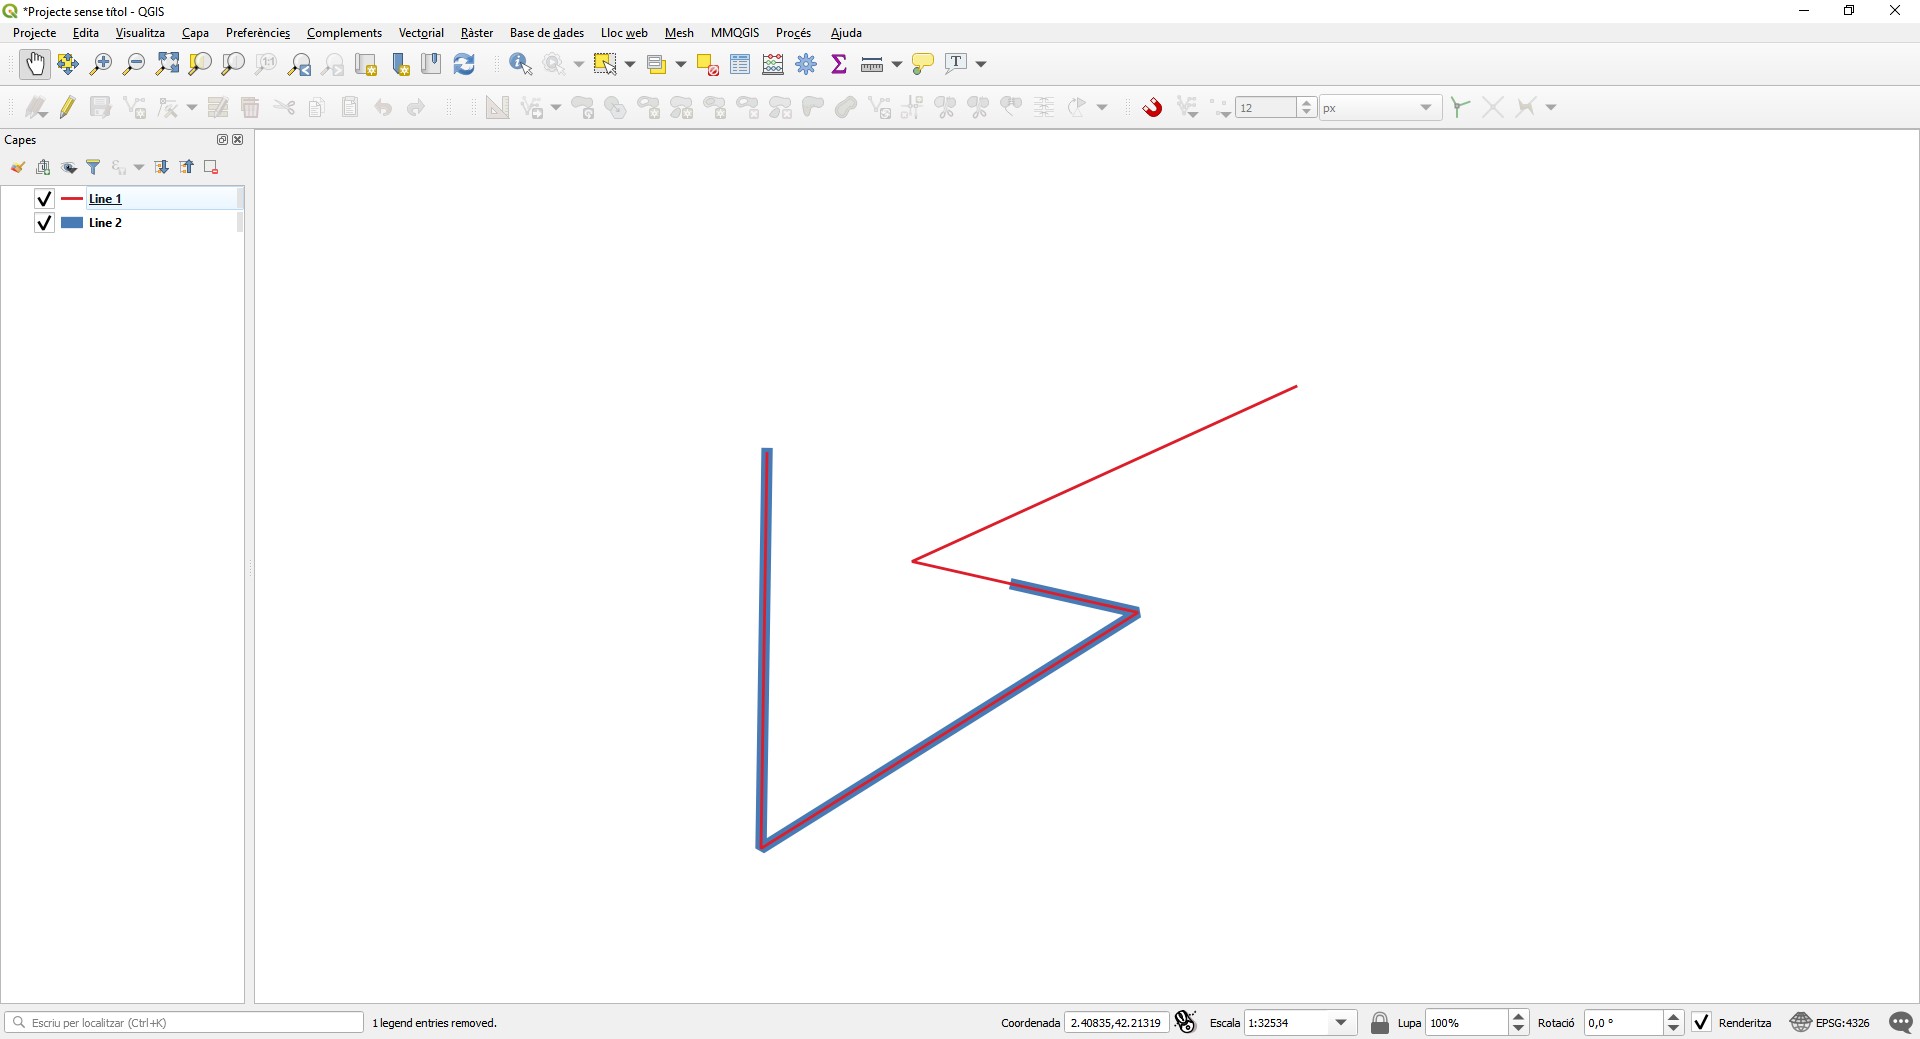 *Projecte sense títol - QGIS
Projecte Edita Visualitza Capa Preferències Complements Vectorial Ràster Base de dades Lloc web Mesh MMQGIS Procés Ajuda
1:1
T
12 px
Capes
Line 1
Line 2
Escriu per localitzar (Ctrl+K) 1 legend entries removed. Coordenada 2.40835,42.21319 Escala 1:32534 Lupa 100% Rotació 0,0 ° Renderitza EPSG:4326